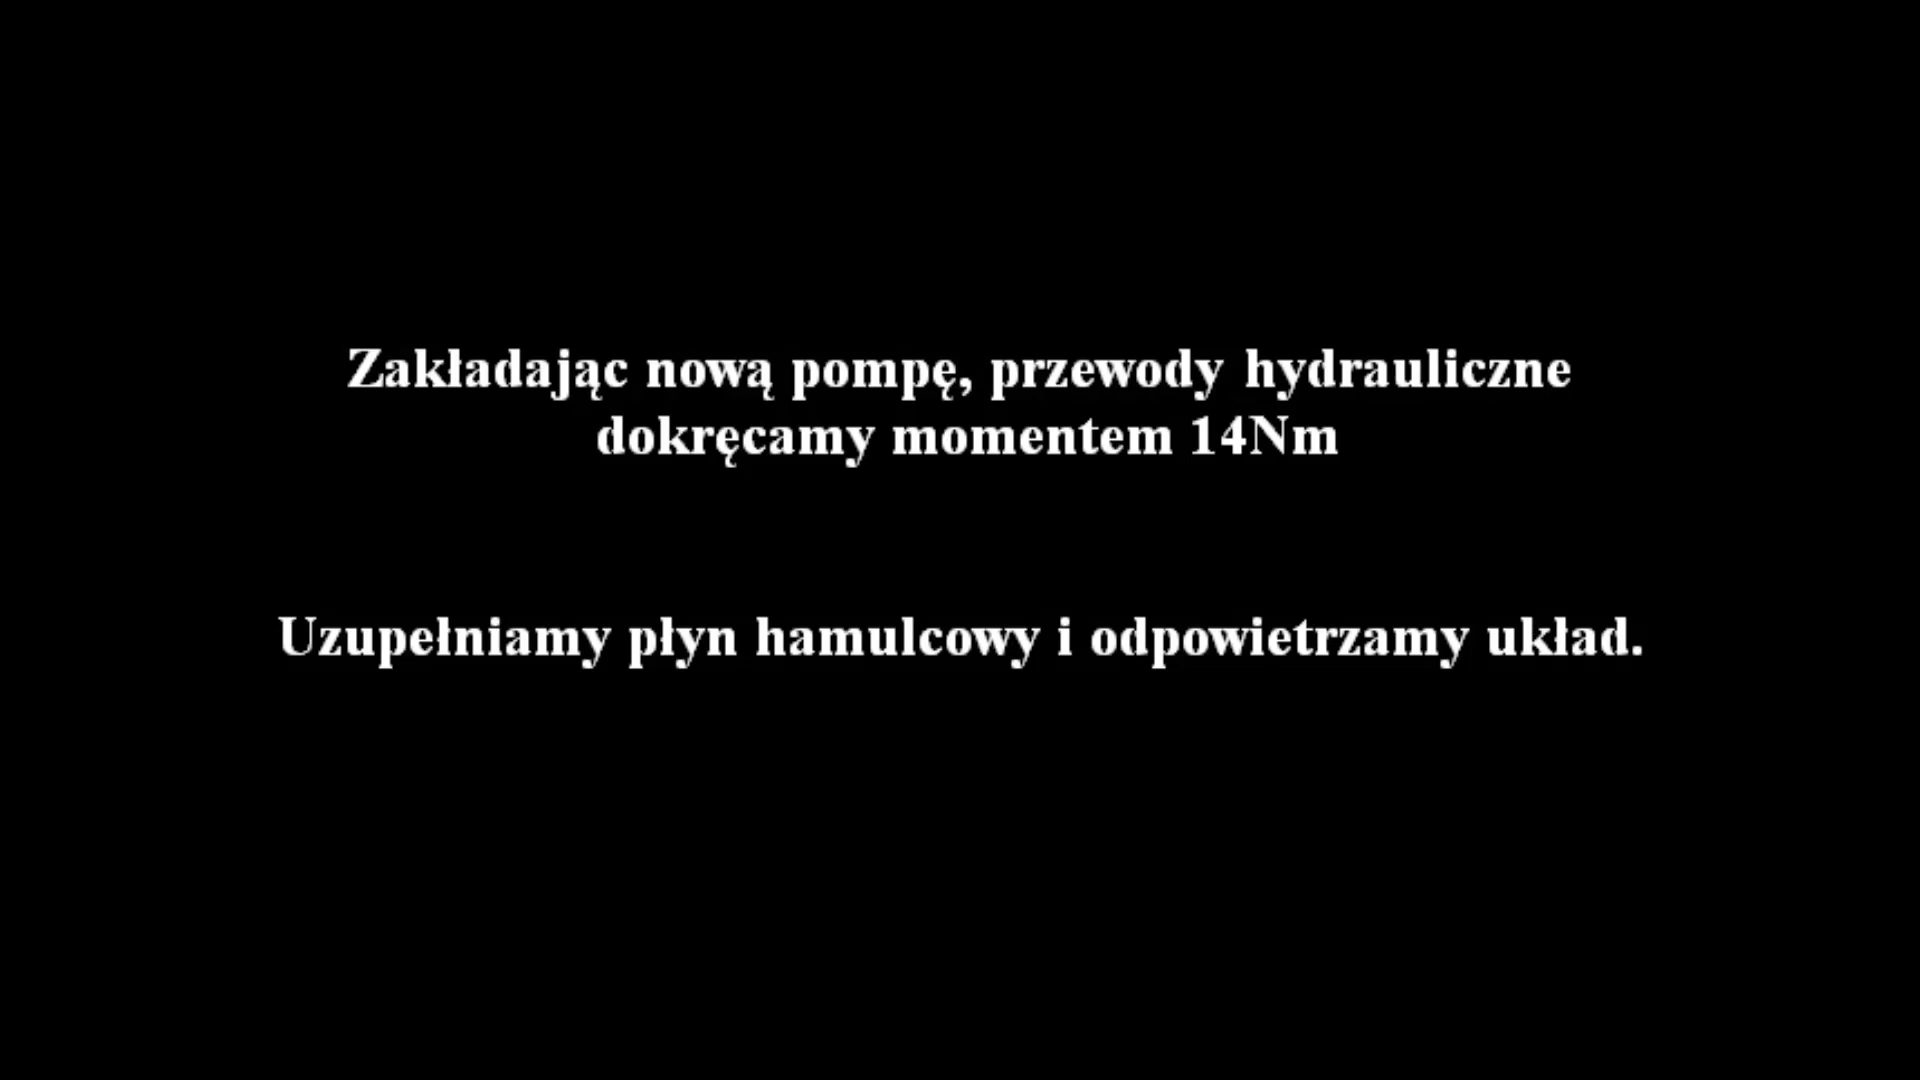 Zakładając nową pompę, przewody hydrauliczne
dokręcamy momentem 14Nm
Uzupełniamy płyn hamulcowy i odpowietrzamy układ.